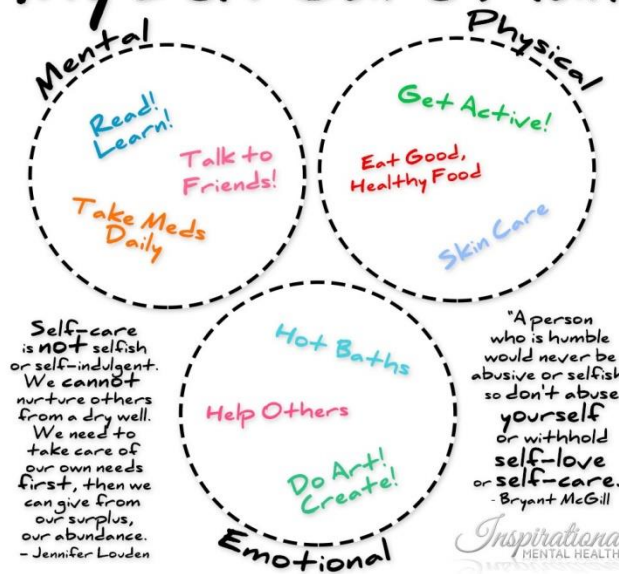 Mental
Read!
Learn!
Talk to
Friends!
Take Meds
Daily
Physical
Get Active!
Eat Good,
Healthy Food
Skin Care
Hot Baths
Help Others
Do Art!
Create!
Emotional
Self-care
is not selfish
or self-indulgent.
We cannot
nurture others
from a dry well.
We need to
take care of
our own needs
first, then we
can give from
our surplus,
our abundance.
- Jennifer Louden
"A person
who is humble
would never be
abusive or selfish
so don't abuse
yourself
or withhold
self-love
or self-care.
- Bryant McGill
Inspirational
MENTAL HEALTH